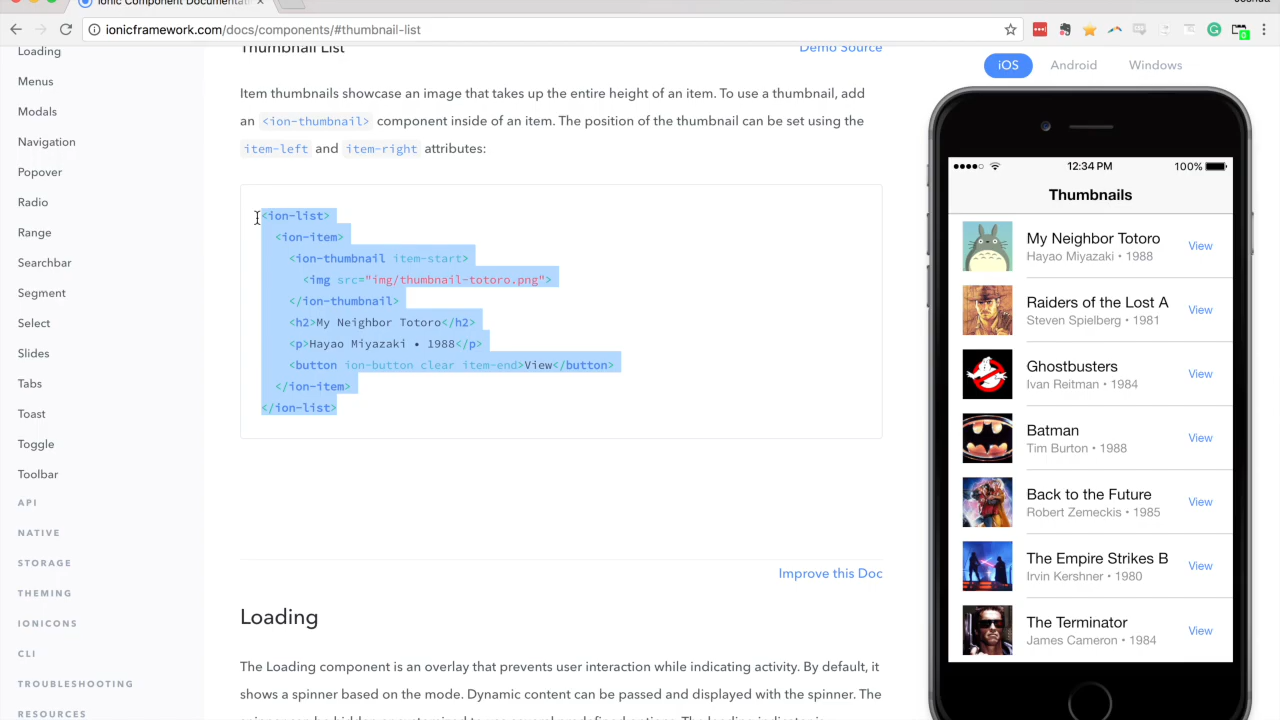 Ionic Component Documentati
Joshua
ionicframework.com/docs/components/#thumbnail-list
Loading
Menus
Modals
Navigation
Popover
Radio
Range
Searchbar
Segment
Select
Slides
Tabs
Toast
Toggle
Toolbar
API
NATIVE
STORAGE
THEMING
IONICONS
CLI
TROUBLESHOOTING
RESOURCES
Thumbnail List
Demo Source
Item thumbnails showcase an image that takes up the entire height of an item. To use a thumbnail, add
an <ion-thumbnail> component inside of an item. The position of the thumbnail can be set using the
item-left and item-right attributes:
<ion-list>
<ion-item>
<ion-thumbnail item-start>
<img src="img/thumbnail-totoro.png">
</ion-thumbnail>
<h2>My Neighbor Totoro</h2>
<p>Hayao Miyazaki • 1988</p>
<button ion-button clear item-end>View</button>
</ion-item>
</ion-list>
Improve this Doc
Loading
The Loading component is an overlay that prevents user interaction while indicating activity. By default, it
shows a spinner based on the mode. Dynamic content can be passed and displayed with the spinner. The
iOS Android Windows
12:34 PM 100%
Thumbnails
My Neighbor Totoro
Hayao Miyazaki • 1988
View
Raiders of the Lost A
Steven Spielberg • 1981
View
Ghostbusters
Ivan Reitman • 1984
View
Batman
Tim Burton • 1988
View
Back to the Future
Robert Zemeckis • 1985
View
The Empire Strikes B
Irvin Kershner • 1980
View
The Terminator
James Cameron • 1984
View